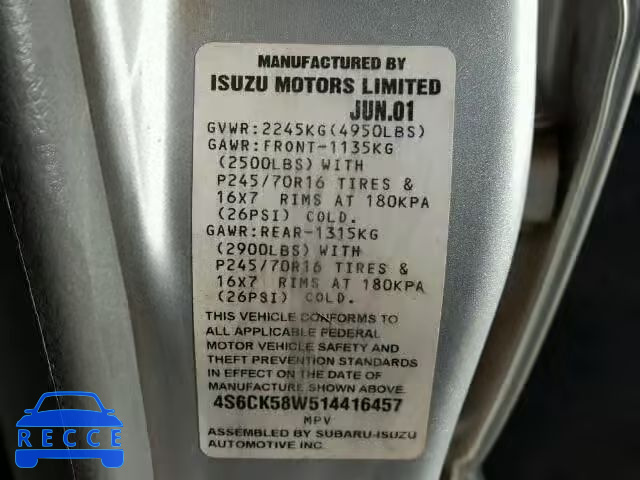 MANUFACTURED BY
ISUZU MOTORS LIMITED
JUN.01
GVWR:2245KG(4950LBS)
GAWR:FRONT-1135KG
(2500LBS) WITH
P245/70R16 TIRES &
16X7 RIMS AT 180KPA
(26PSI) COLD.
GAWR:REAR-1315KG
(2900LBS) WITH
P245/70R16 TIRES &
16X7 RIMS AT 180KPA
(26PSI) COLD.
THIS VEHICLE CONFORMS TO
ALL APPLICABLE FEDERAL
MOTOR VEHICLE SAFETY AND
THEFT PREVENTION STANDARDS
IN EFFECT ON THE DATE OF
MANUFACTURE SHOWN ABOVE.
4S6CK58W514416457
MPV
ASSEMBLED BY SUBARU-ISUZU
AUTOMOTIVE INC.
RECCE